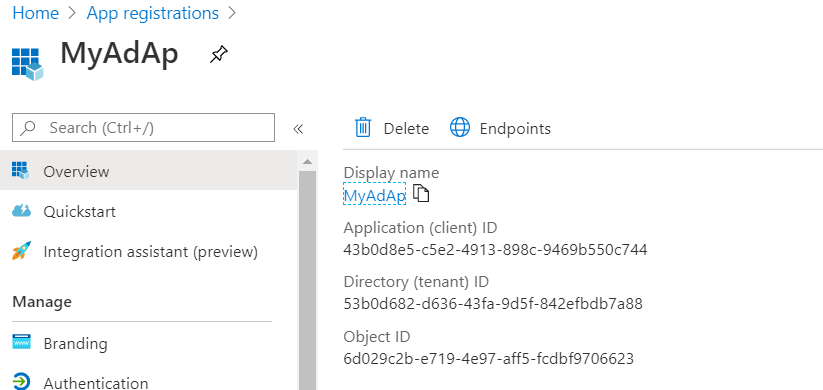 Home > App registrations >
MyAdAp
Search (Ctrl+/)
«
Delete
Endpoints
Overview
Quickstart
Integration assistant (preview)
Manage
Branding
Authentication
Display name
MyAdAp
Application (client) ID
43b0d8e5-c5e2-4913-898c-9469b550c744
Directory (tenant) ID
53b0d682-d636-43fa-9d5f-842efbdb7a88
Object ID
6d029c2b-e719-4e97-aff5-fcdbf9706623